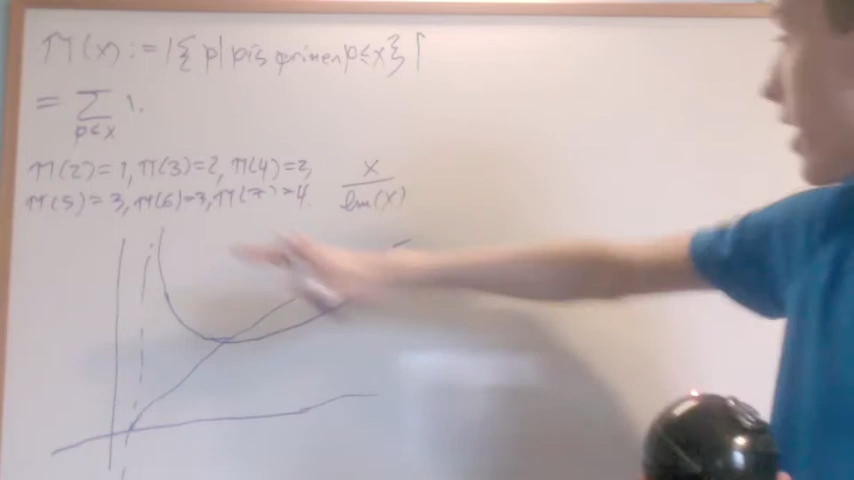 π(x) := |{p | p is prime ∧ p ≤ x}|
= ∑ 1.
p≤x
π(2)=1, π(3)=2, π(4)=2,
π(5)=3, π(6)=3, π(7)=4.
x
ln(x)